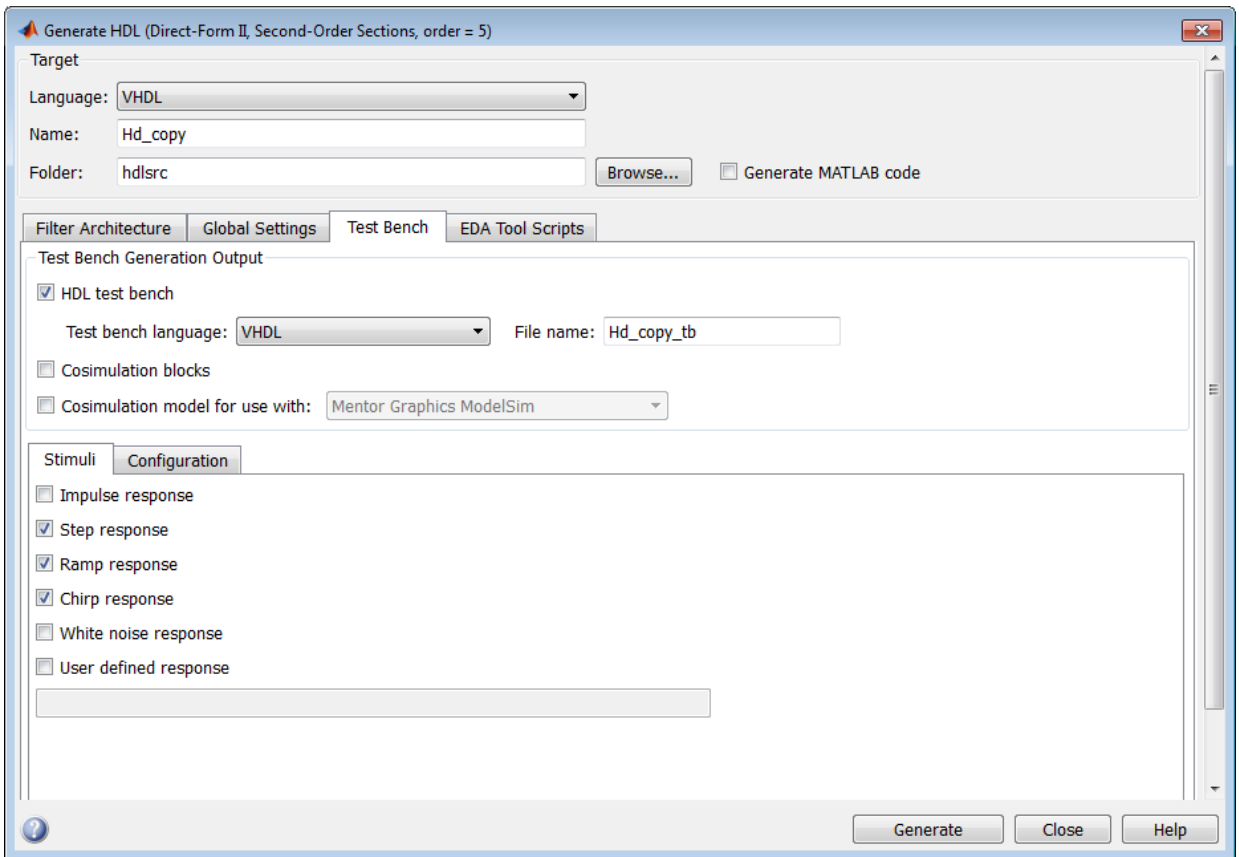 Generate HDL (Direct-Form II, Second-Order Sections, order = 5)
Target
Language: VHDL
Name: Hd_copy
Folder: hdlsrc Browse... Generate MATLAB code
Filter Architecture Global Settings Test Bench EDA Tool Scripts
Test Bench Generation Output
HDL test bench
Test bench language: VHDL File name: Hd_copy_tb
Cosimulation blocks
Cosimulation model for use with: Mentor Graphics ModelSim
Stimuli Configuration
Impulse response
Step response
Ramp response
Chirp response
White noise response
User defined response
? Generate Close Help